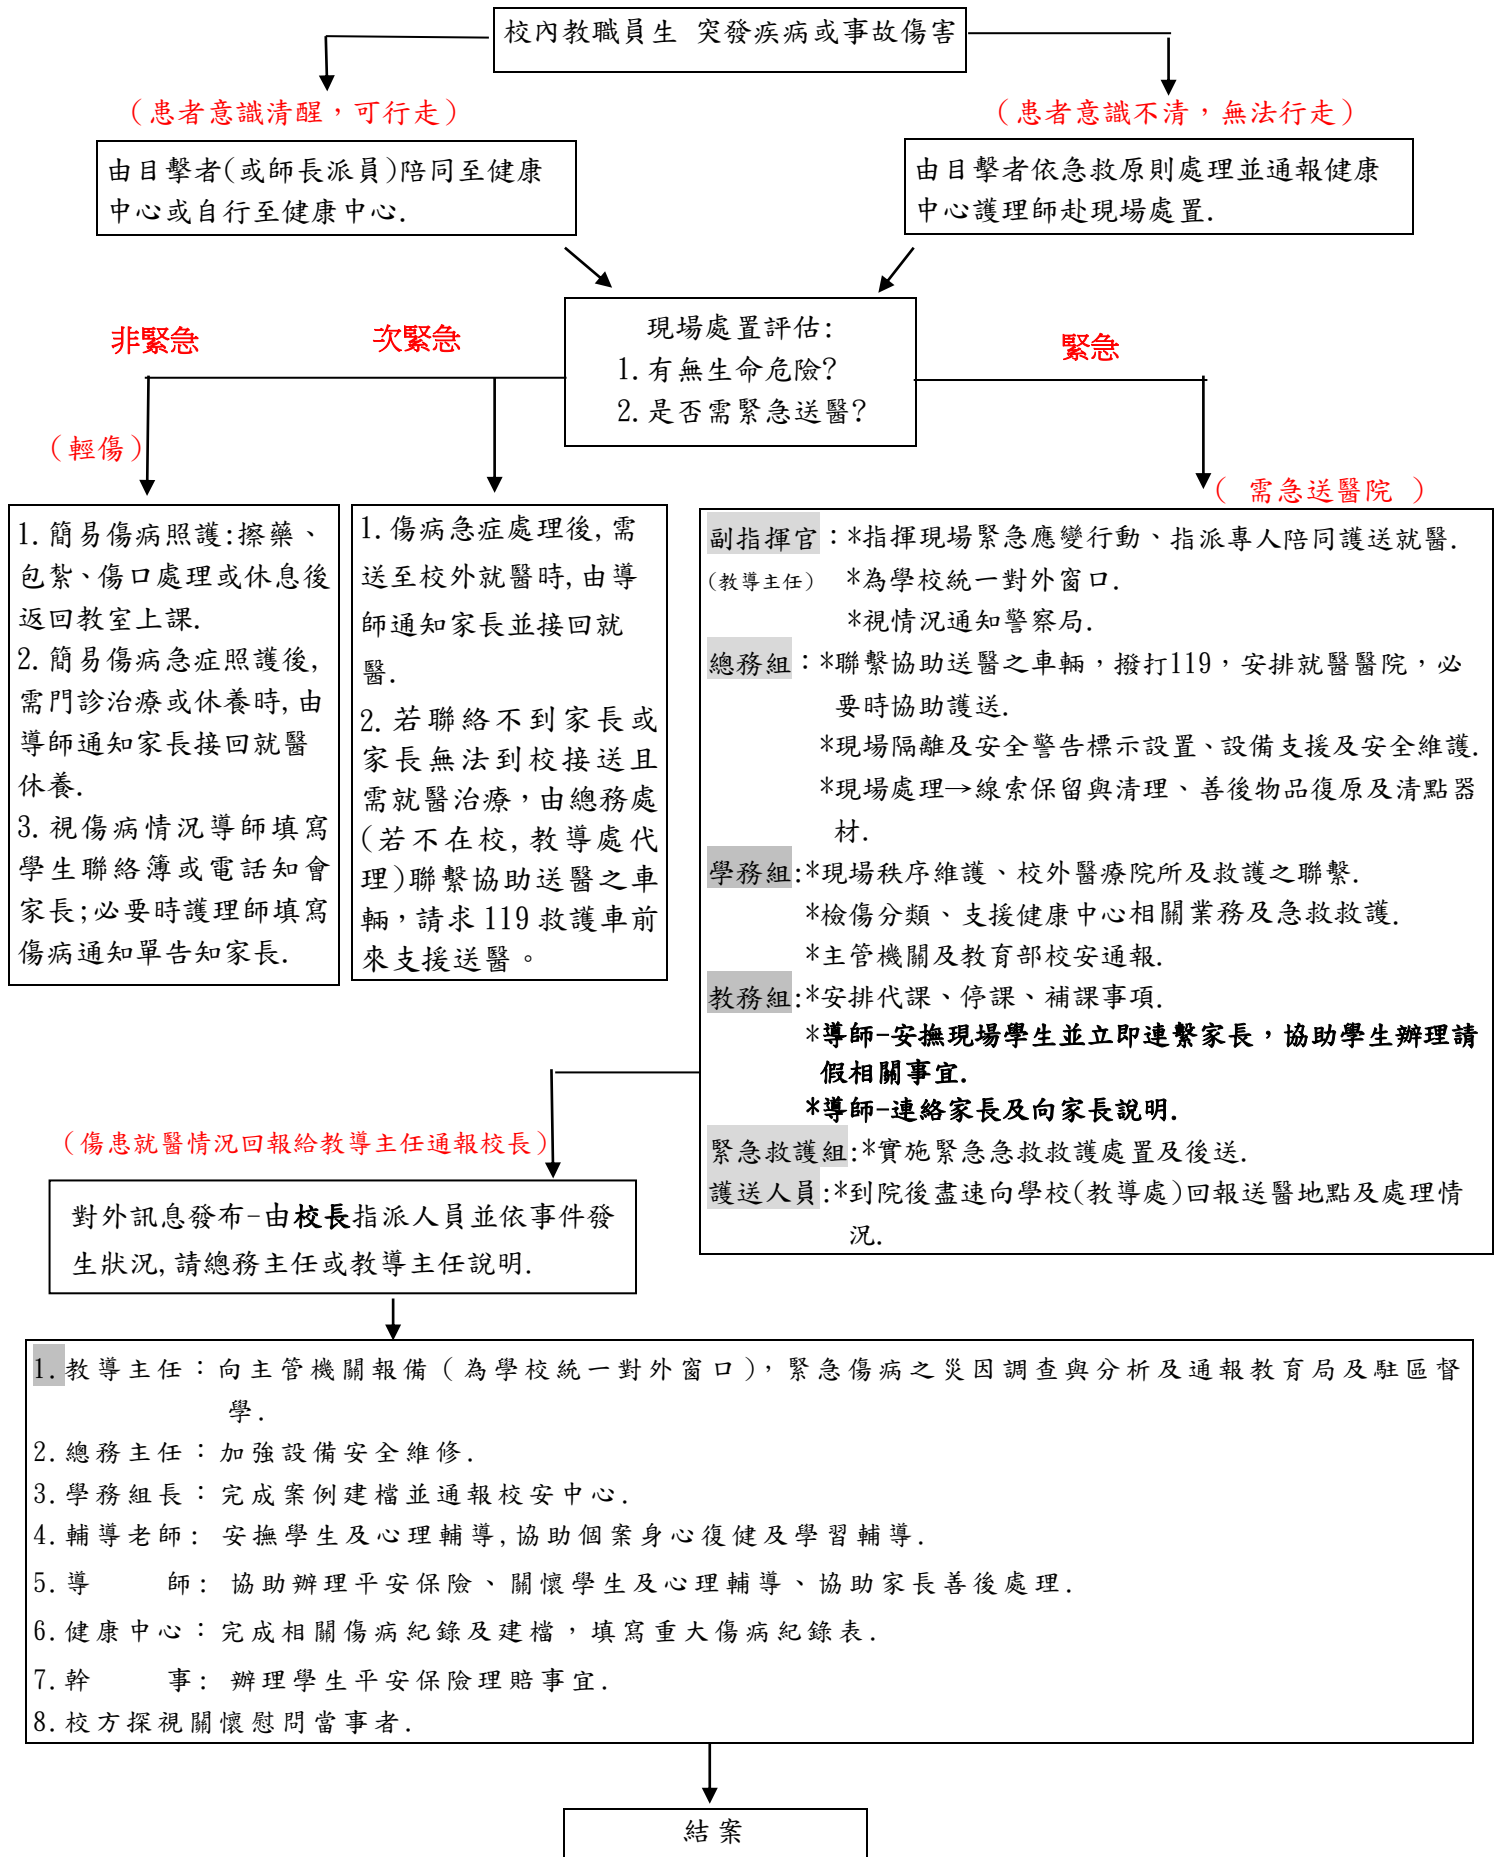 校內教職員生 突發疾病或事故傷害
（患者意識清醒，可行走）
（患者意識不清，無法行走）
由目擊者(或師長派員)陪同至健康
中心或自行至健康中心.
由目擊者依急救原則處理並通報健康
中心護理師赴現場處置.
現場處置評估:
1.有無生命危險?
2.是否需緊急送醫?
非緊急
次緊急
緊急
（輕傷）
（ 需急送醫院 ）
1.簡易傷病照護:擦藥、
包紮、傷口處理或休息後
返回教室上課.
2.簡易傷病急症照護後,
需門診治療或休養時,由
導師通知家長接回就醫
休養.
3.視傷病情況導師填寫
學生聯絡簿或電話知會
家長;必要時護理師填寫
傷病通知單告知家長.
1.傷病急症處理後,需
送至校外就醫時,由導
師通知家長並接回就
醫.
2.若聯絡不到家長或
家長無法到校接送且
需就醫治療，由總務處
(若不在校,教導處代
理)聯繫協助送醫之車
輛，請求 119 救護車前
來支援送醫。
副指揮官：*指揮現場緊急應變行動、指派專人陪同護送就醫.
(教導主任) *為學校統一對外窗口.
*視情況通知警察局.
總務組：*聯繫協助送醫之車輛，撥打119，安排就醫醫院，必
要時協助護送.
*現場隔離及安全警告標示設置、設備支援及安全維護.
*現場處理→線索保留與清理、善後物品復原及清點器
材.
學務組:*現場秩序維護、校外醫療院所及救護之聯繫.
*檢傷分類、支援健康中心相關業務及急救救護.
*主管機關及教育部校安通報.
教務組:*安排代課、停課、補課事項.
*導師-安撫現場學生並立即連繫家長，協助學生辦理請
假相關事宜.
*導師-連絡家長及向家長說明.
緊急救護組:*實施緊急急救救護處置及後送.
護送人員:*到院後盡速向學校(教導處)回報送醫地點及處理情
況.
（傷患就醫情況回報給教導主任通報校長）
對外訊息發布-由校長指派人員並依事件發
生狀況,請總務主任或教導主任說明.
1.教導主任：向主管機關報備（為學校統一對外窗口），緊急傷病之災因調查與分析及通報教育局及駐區督
學.
2.總務主任：加強設備安全維修.
3.學務組長：完成案例建檔並通報校安中心.
4.輔導老師: 安撫學生及心理輔導,協助個案身心復健及學習輔導.
5.導　　師: 協助辦理平安保險、關懷學生及心理輔導、協助家長善後處理.
6.健康中心：完成相關傷病紀錄及建檔，填寫重大傷病紀錄表.
7.幹　　事: 辦理學生平安保險理賠事宜.
8.校方探視關懷慰問當事者.
結案